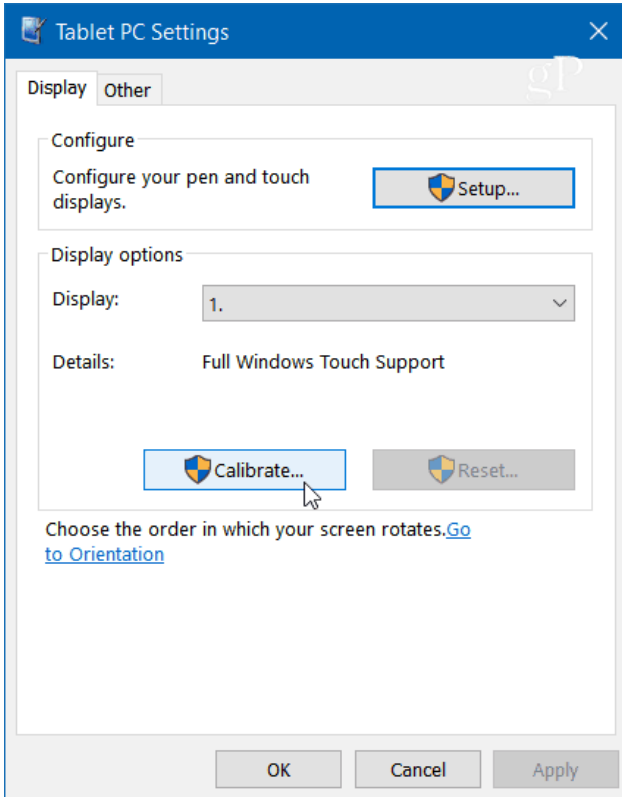 Tablet PC Settings
gP
Display
Other
Configure
Configure your pen and touch
displays.
Setup...
Display options
Display:
1.
Details:
Full Windows Touch Support
Calibrate...
Reset...
Choose the order in which your screen rotates.Go
to Orientation
OK
Cancel
Apply